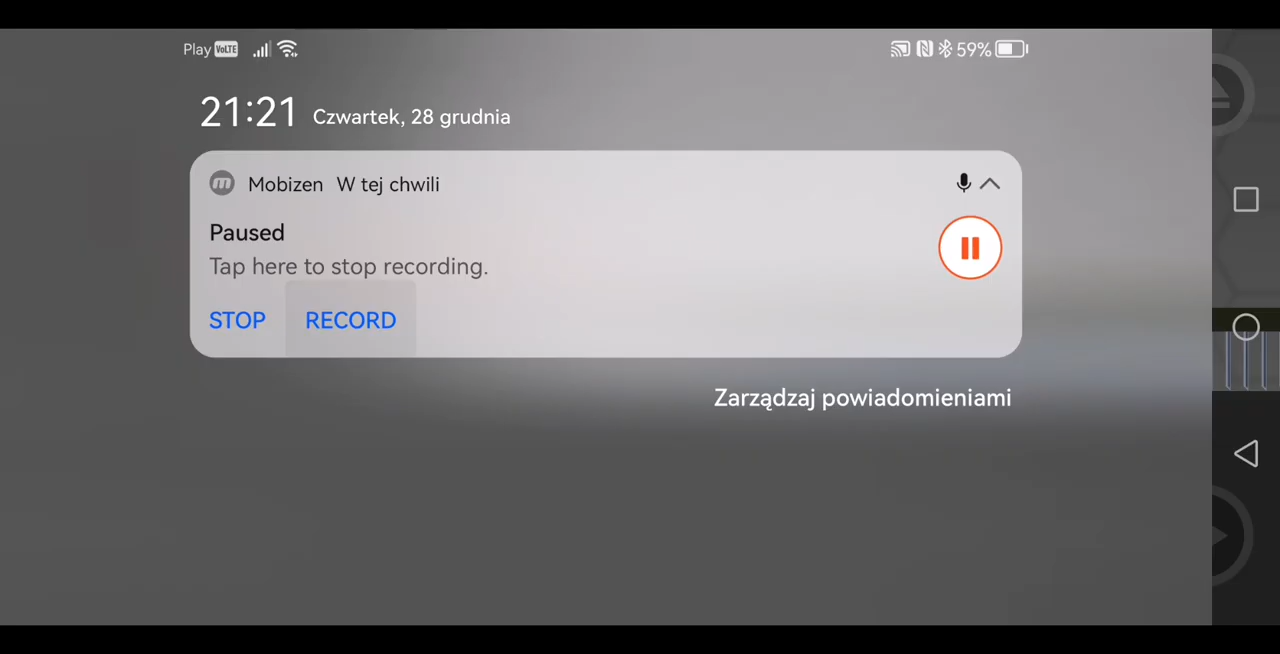 Play VoLTE 59%
21:21 Czwartek, 28 grudnia
m Mobizen W tej chwili
Paused
Tap here to stop recording.
STOP RECORD
Zarządzaj powiadomieniami